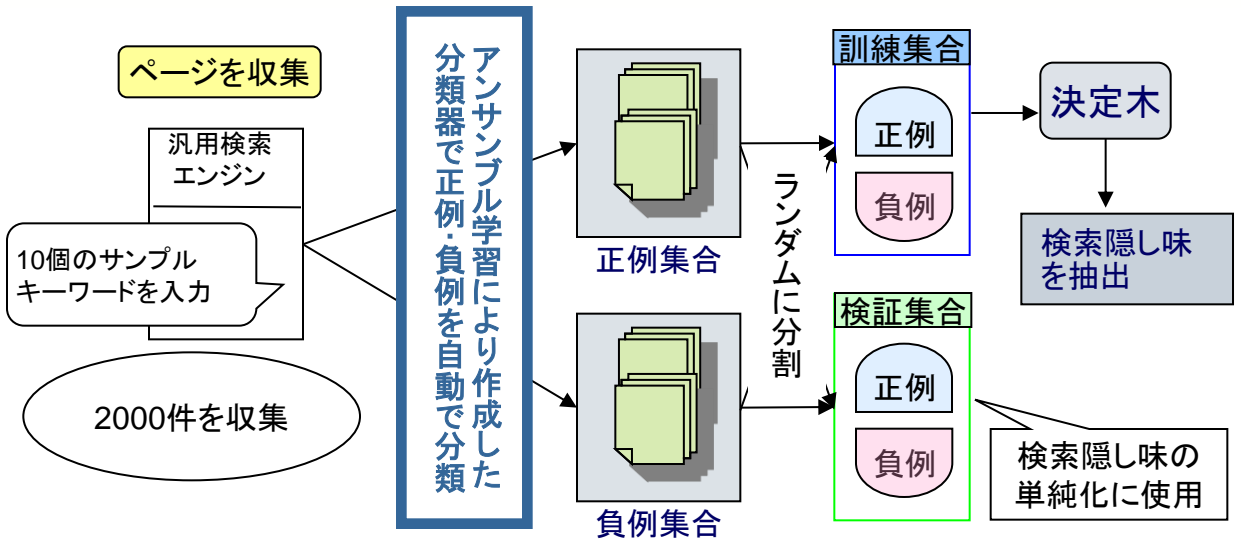 ページを収集
汎用検索
エンジン
10個のサンプル
キーワードを入力
2000件を収集
アンサンブル学習により作成した
分類器で正例・負例を自動で分類
正例集合
負例集合
ランダムに分割
訓練集合
正例
負例
検証集合
正例
負例
決定木
検索隠し味
を抽出
検索隠し味の
単純化に使用